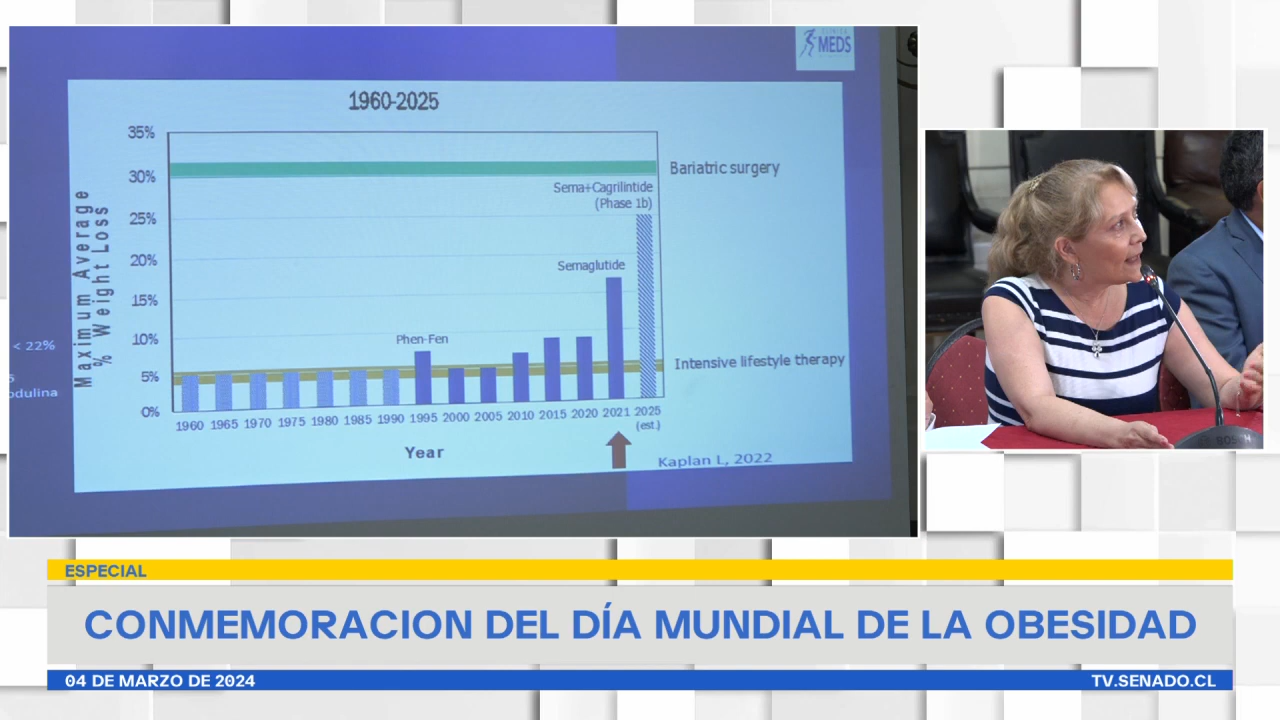 MEDS
1960-2025
35%
30%
25%
20%
15%
10%
5%
0%
Maximum Average
% Weight Loss
Bariatric surgery
Sema+Cagrilintide
(Phase 1b)
Semaglutide
Phen-Fen
Intensive lifestyle therapy
< 22%
odulina
1960 1965 1970 1975 1980 1985 1990 1995 2000 2005 2010 2015 2020 2021 2025
(est.)
Year
Kaplan L, 2022
ESPECIAL
CONMEMORACION DEL DÍA MUNDIAL DE LA OBESIDAD
04 DE MARZO DE 2024
TV.SENADO.CL